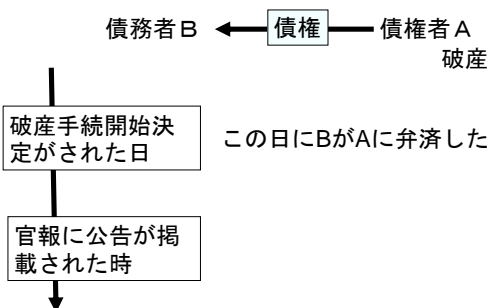 債務者Ｂ 債権 債権者Ａ
破産
破産手続開始決
定がされた日
この日にBがAに弁済した
官報に公告が掲
載された時